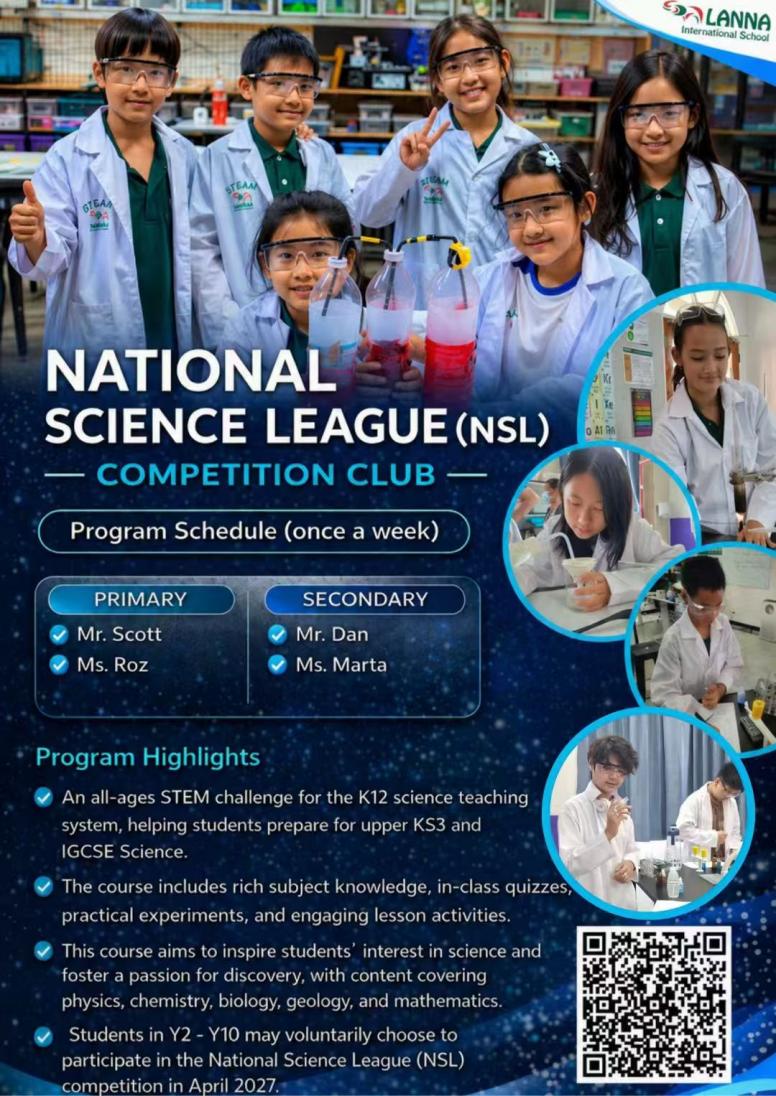 LANNA
International School
STEAM
STEAM
STEAM
NATIONAL
SCIENCE LEAGUE (NSL)
COMPETITION CLUB
Program Schedule (once a week)
PRIMARY
Mr. Scott
Ms. Roz
SECONDARY
Mr. Dan
Ms. Marta
Program Highlights
An all-ages STEM challenge for the K12 science teaching
system, helping students prepare for upper KS3 and
IGCSE Science.
The course includes rich subject knowledge, in-class quizzes,
practical experiments, and engaging lesson activities.
This course aims to inspire students' interest in science and
foster a passion for discovery, with content covering
physics, chemistry, biology, geology, and mathematics.
Students in Y2 - Y10 may voluntarily choose to
participate in the National Science League (NSL)
competition in April 2027.